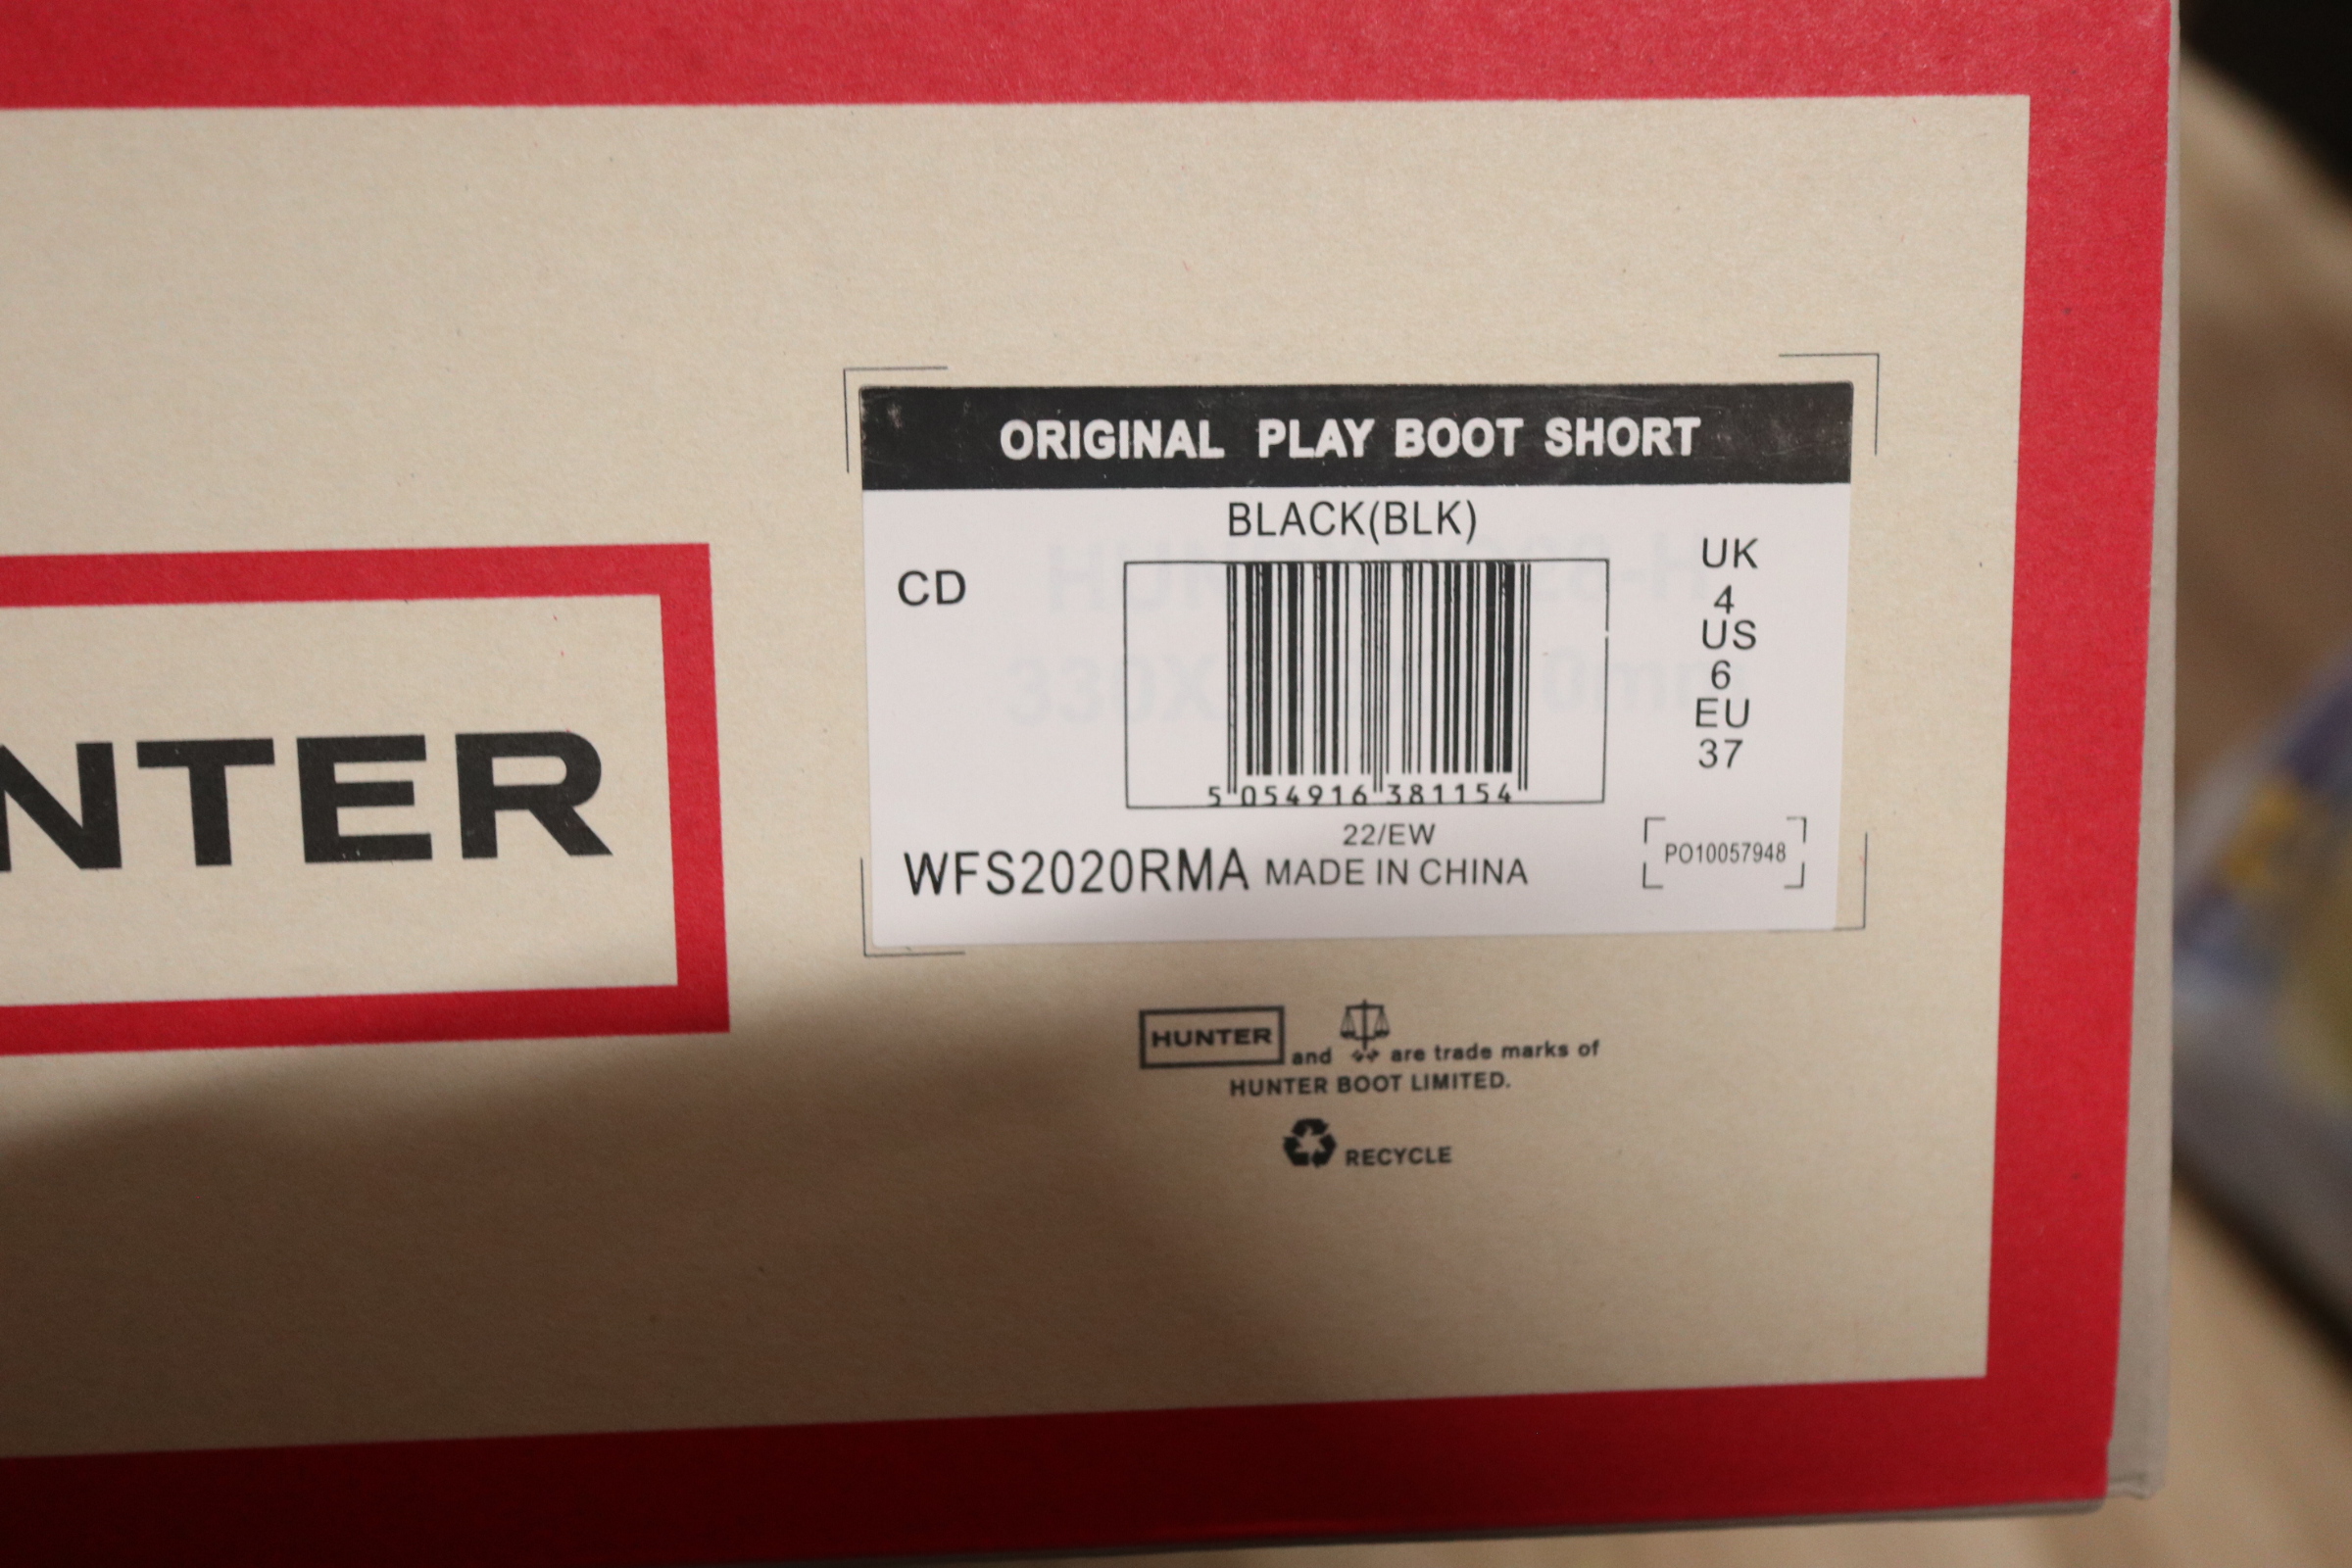 NTER
ORIGINAL PLAY BOOT SHORT
BLACK(BLK)
CD
UK
4
US
6
EU
37
5 054916 381154
22/EW
WFS2020RMA MADE IN CHINA
PO10057948
HUNTER and are trade marks of
HUNTER BOOT LIMITED.
RECYCLE